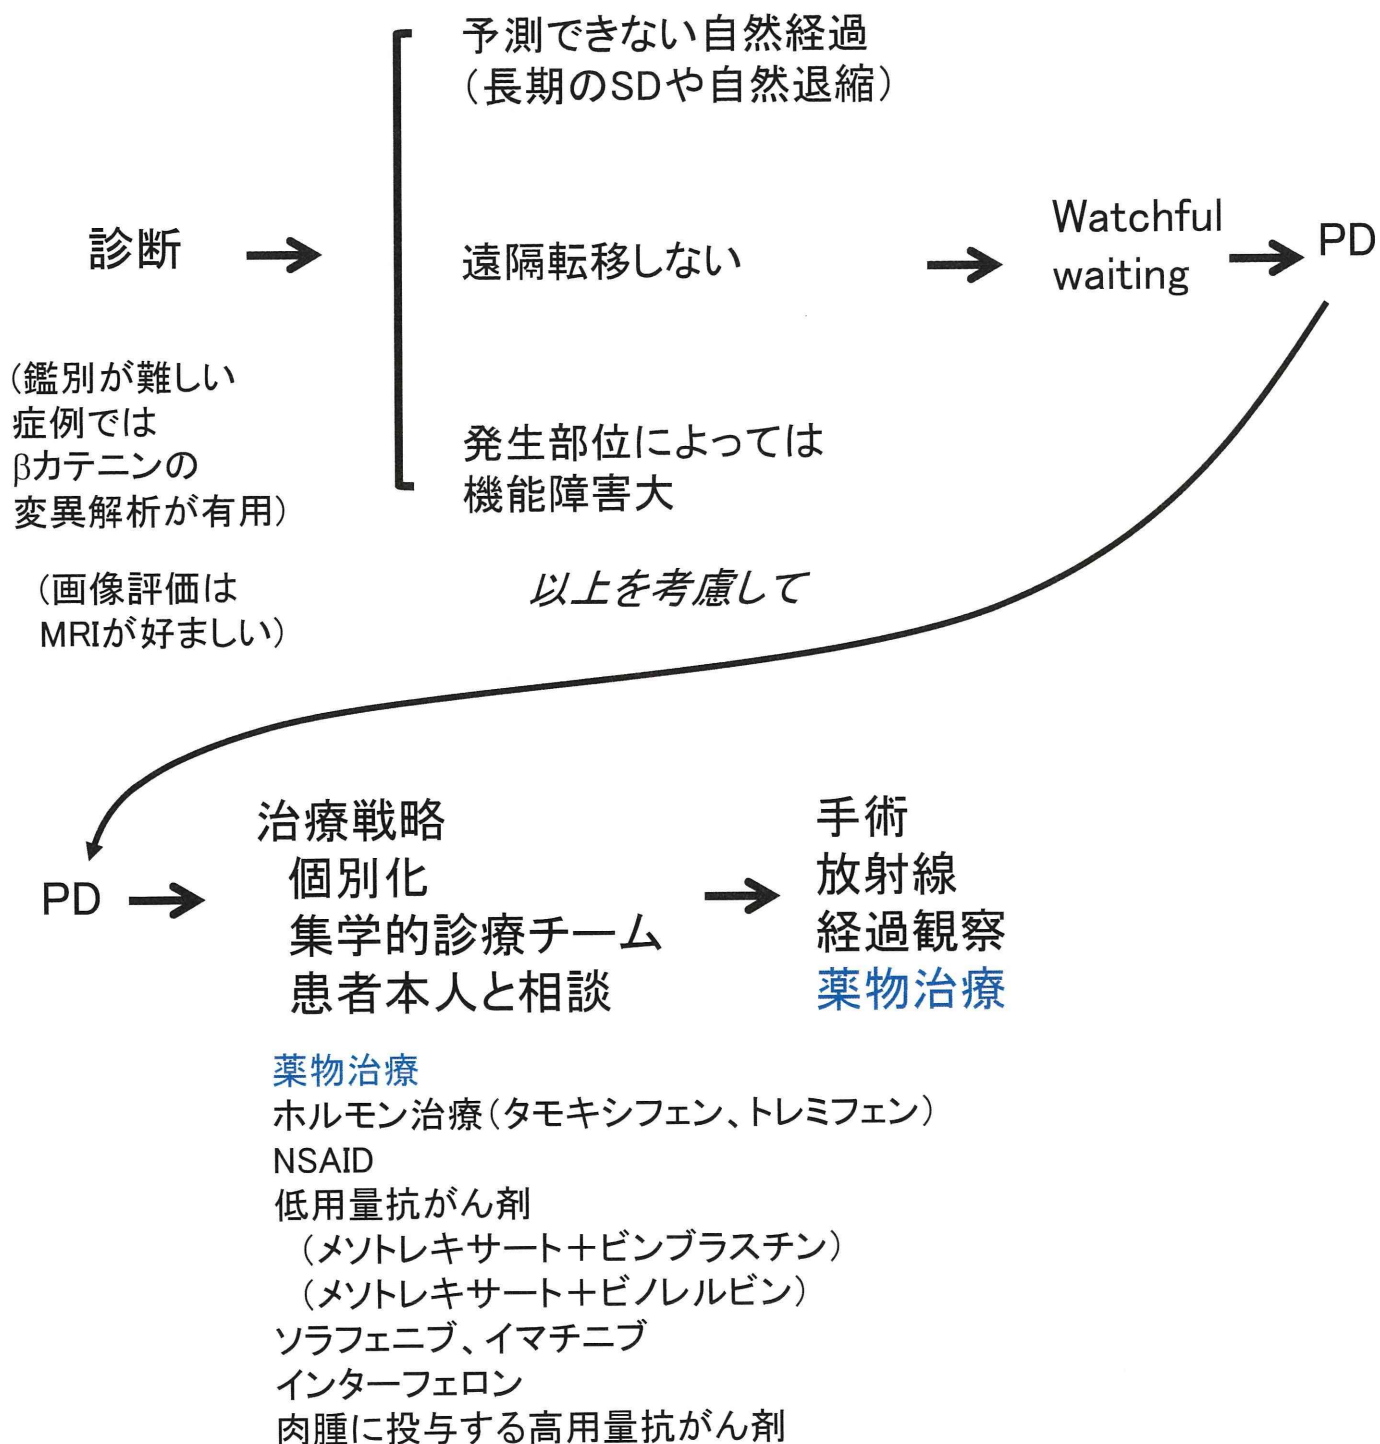 予測できない自然経過
（長期のSDや自然退縮）
診断
遠隔転移しない
Watchful
waiting
PD
（鑑別が難しい
症例では
βカテニンの
変異解析が有用）
発生部位によっては
機能障害大
（画像評価は
MRIが好ましい）
以上を考慮して
PD
治療戦略
個別化
集学的診療チーム
患者本人と相談
手術
放射線
経過観察
薬物治療
薬物治療
ホルモン治療（タモキシフェン、トレミフェン）
NSAID
低用量抗がん剤
（メソトレキサート＋ビンブラスチン）
（メソトレキサート＋ビノレルビン）
ソラフェニブ、イマチニブ
インターフェロン
肉腫に投与する高用量抗がん剤